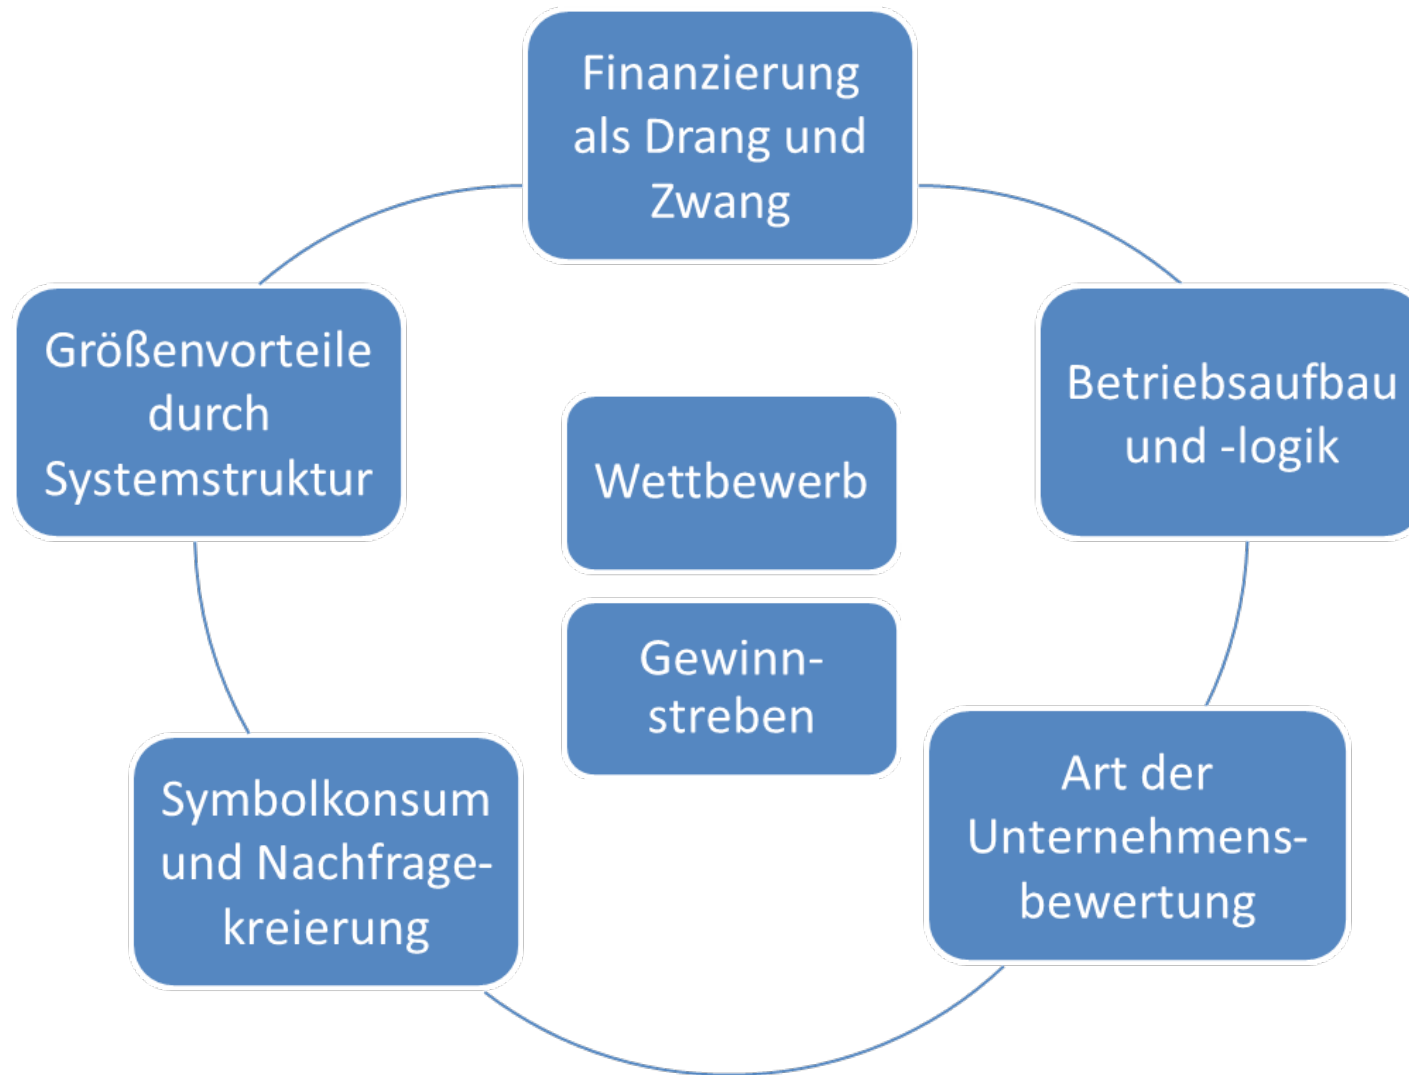 Finanzierung
als Drang und
Zwang
Größenvorteile
durch
Systemstruktur
Betriebsaufbau
und -logik
Wettbewerb
Gewinn-
streben
Symbolkonsum
und Nachfrage-
kreierung
Art der
Unternehmens-
bewertung